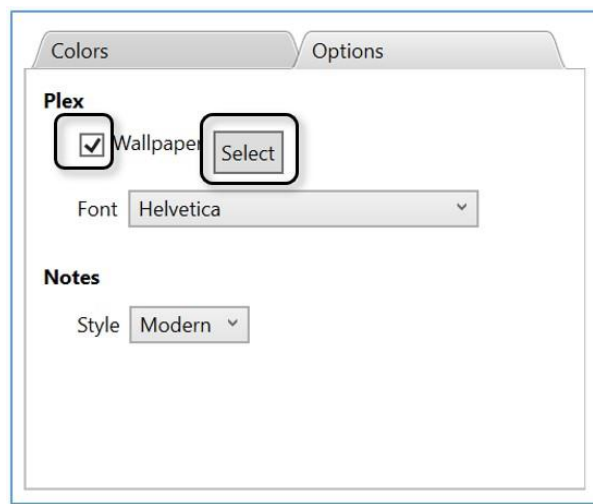 Colors Options
Plex
Wallpaper Select
Font Helvetica
Notes
Style Modern